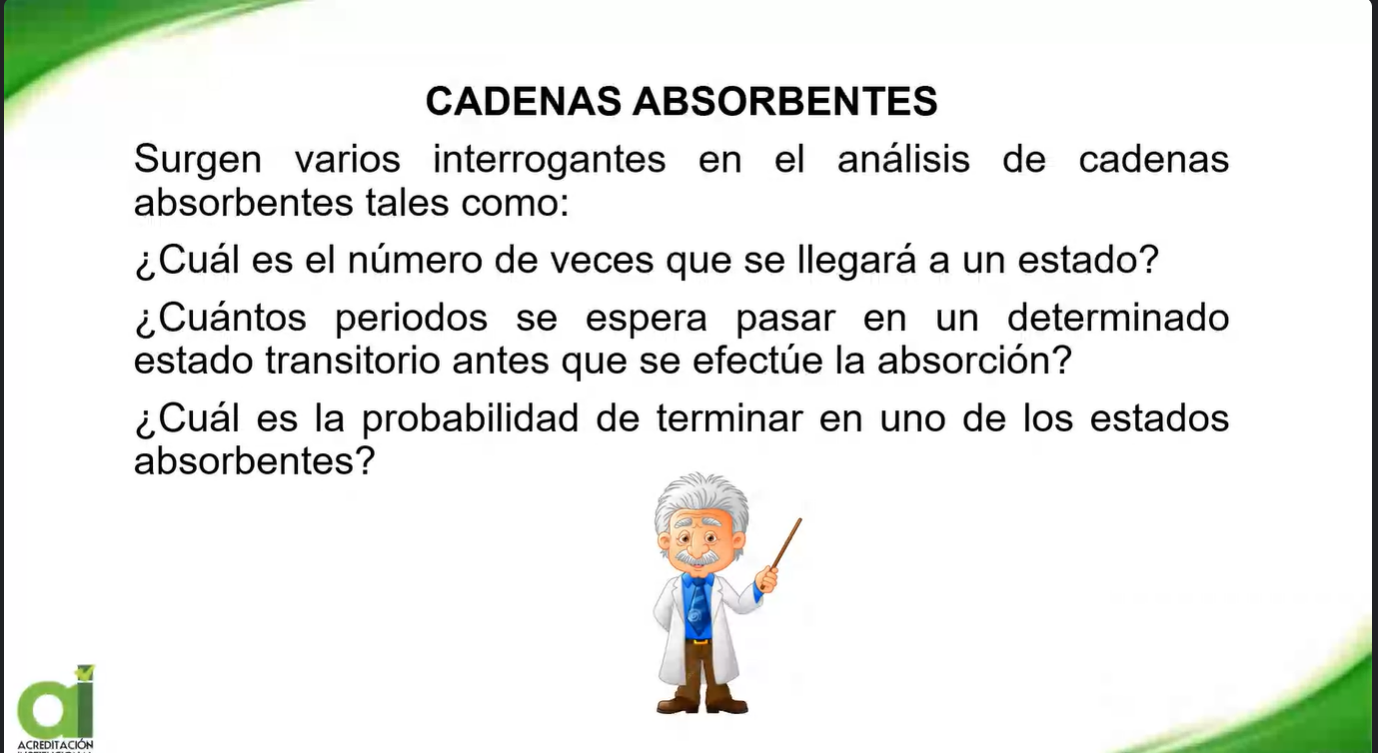 CADENAS ABSORBENTES
Surgen varios interrogantes en el análisis de cadenas
absorbentes tales como:
¿Cuál es el número de veces que se llegará a un estado?
¿Cuántos periodos se espera pasar en un determinado
estado transitorio antes que se efectúe la absorción?
¿Cuál es la probabilidad de terminar en uno de los estados
absorbentes?
ai
ACREDITACIÓN